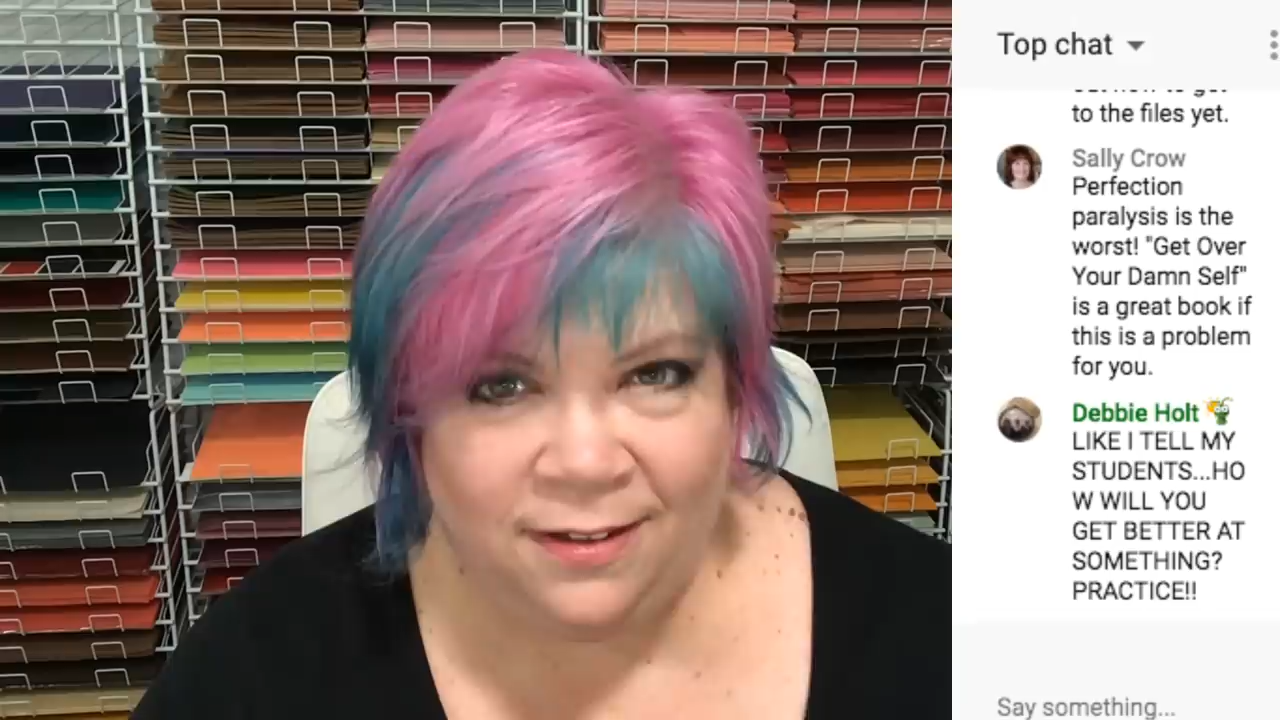 Top chat
to the files yet.
Sally Crow
Perfection
paralysis is the
worst! "Get Over
Your Damn Self"
is a great book if
this is a problem
for you.
Debbie Holt
LIKE I TELL MY
STUDENTS...HO
W WILL YOU
GET BETTER AT
SOMETHING?
PRACTICE!!
Say something...